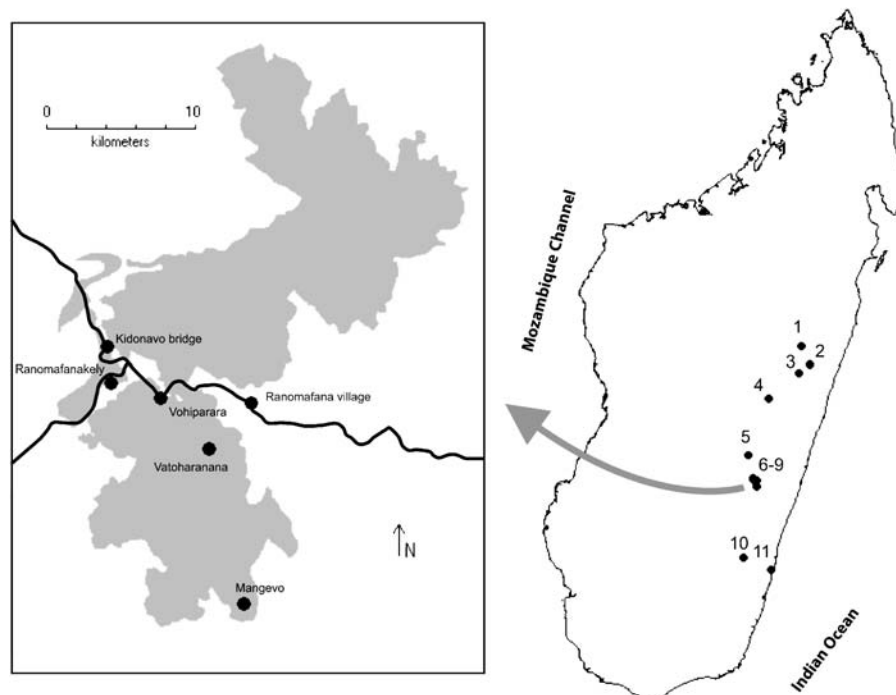 0 10
kilometers
Kidonavo bridge
Ranomafanakely
Ranomafana village
Vohiparara
Vatoharanana
N
Mangevo
Mozambique Channel
1
2
3
4
5
6-9
10
11
Indian Ocean